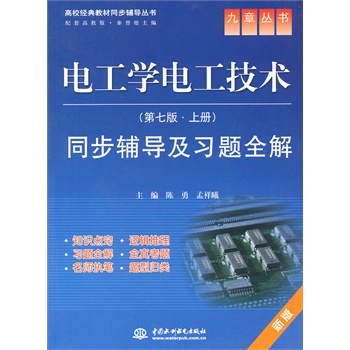 高校经典教材同步辅导丛书
配套高教版·秦曾煌主编
九章丛书
电工学电工技术
(第七版·上册)
同步辅导及习题全解
主编 陈勇 孟祥曦
·知识点窍 ·逻辑推理
·习题全解 ·全真考题
·名师执笔 ·题型归类
新版
中国水利水电出版社